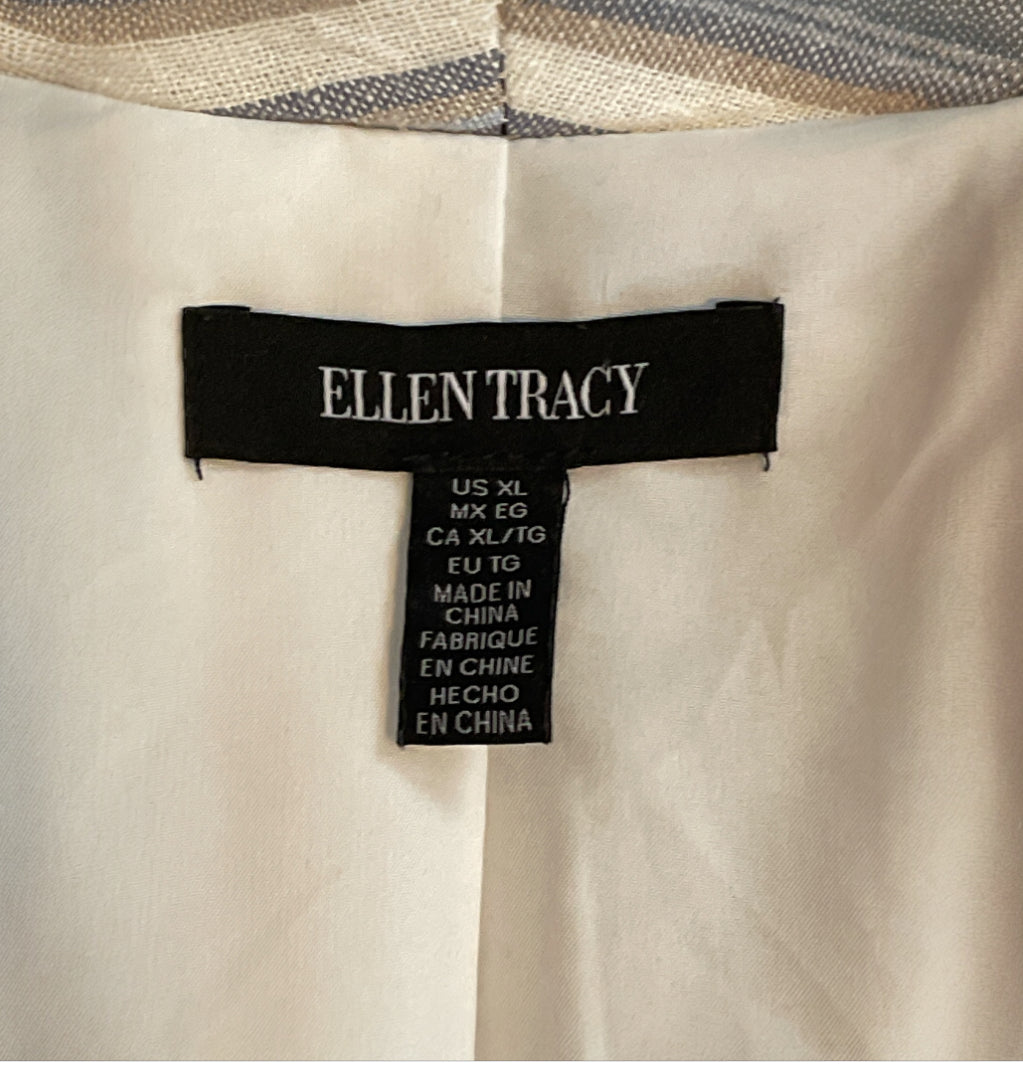 ELLEN TRACY
US XL
MX EG
CA XL/TG
EU TG
MADE IN
CHINA
FABRIQUE
EN CHINE
HECHO
EN CHINA